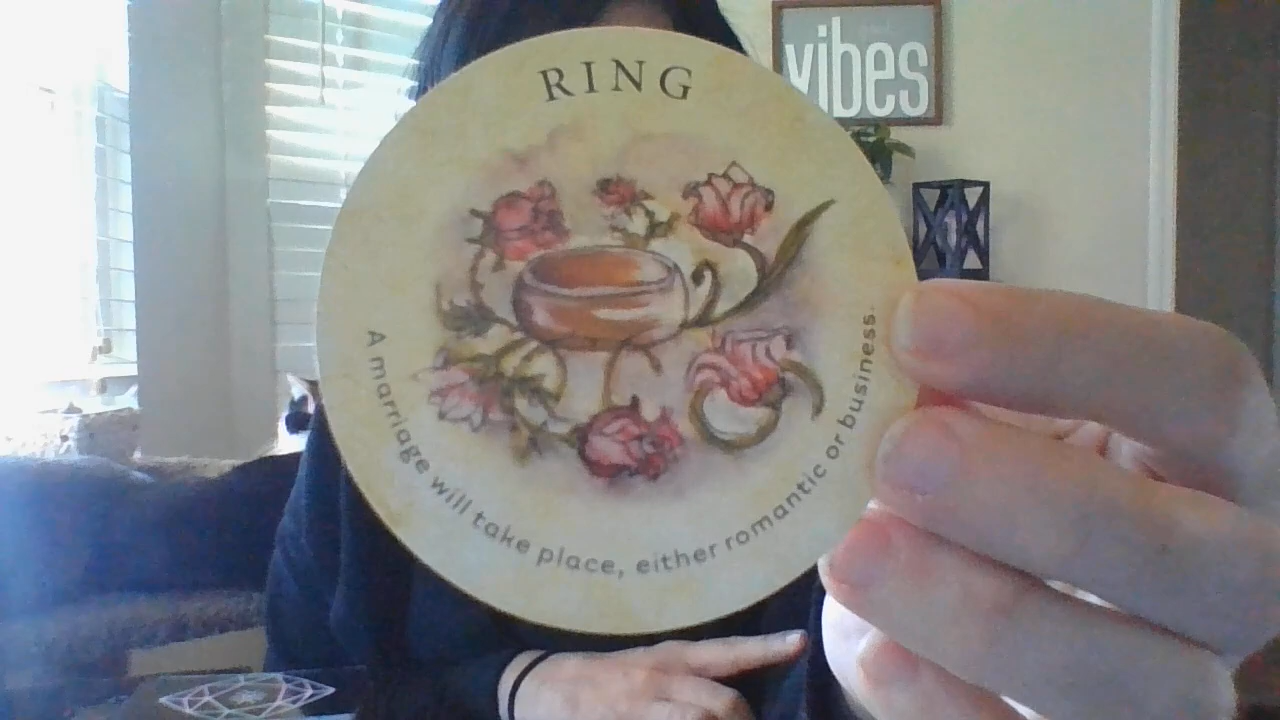 RING
vibes
A marriage will take place, either romantic or business.